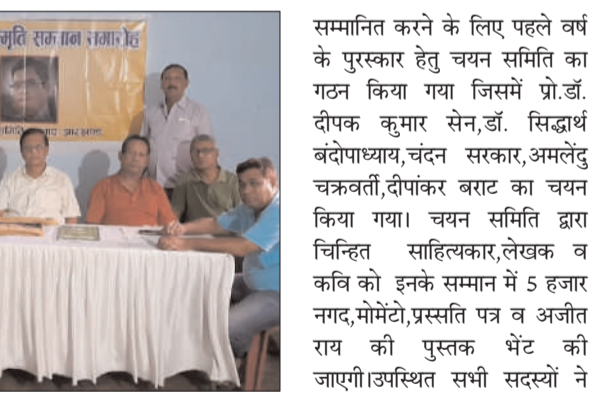 मृति सम्मान समारोह
सम्मानित करने के लिए पहले वर्ष
के पुरस्कार हेतु चयन समिति का
गठन किया गया जिसमें प्रो.डॉ.
दीपक कुमार सेन,डॉ. सिद्धार्थ
बंदोपाध्याय,चंदन सरकार,अमलेंदु
चक्रवर्ती,दीपांकर बराट का चयन
किया गया। चयन समिति द्वारा
चिन्हित साहित्यकार,लेखक व
कवि को इनके सम्मान में 5 हजार
नगद,मोमेंटो,प्रस्सति पत्र व अजीत
राय की पुस्तक भेंट की
जाएगी।उपस्थित सभी सदस्यों ने